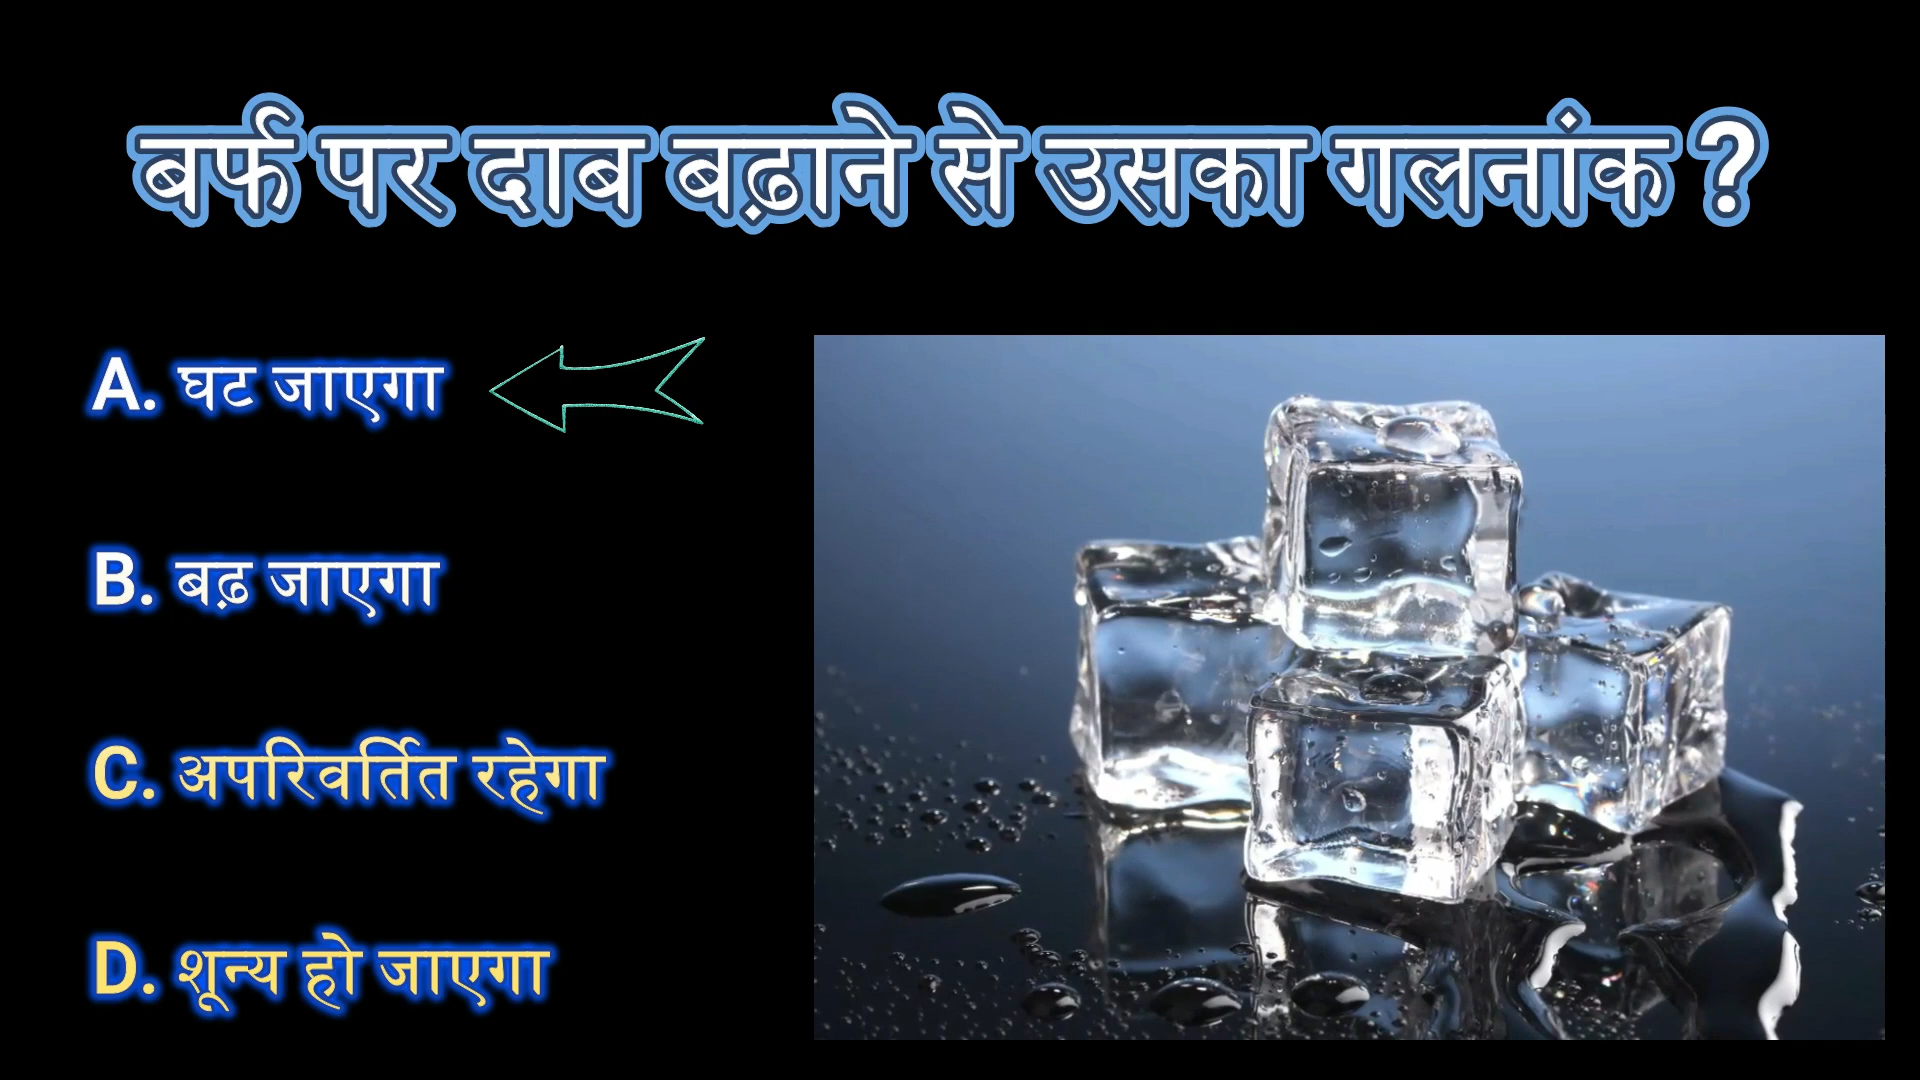 बर्फ पर दाब बढ़ाने से उसका गलनांक ?
A. घट जाएगा
B. बढ़ जाएगा
C. अपरिवर्तित रहेगा
D. शून्य हो जाएगा